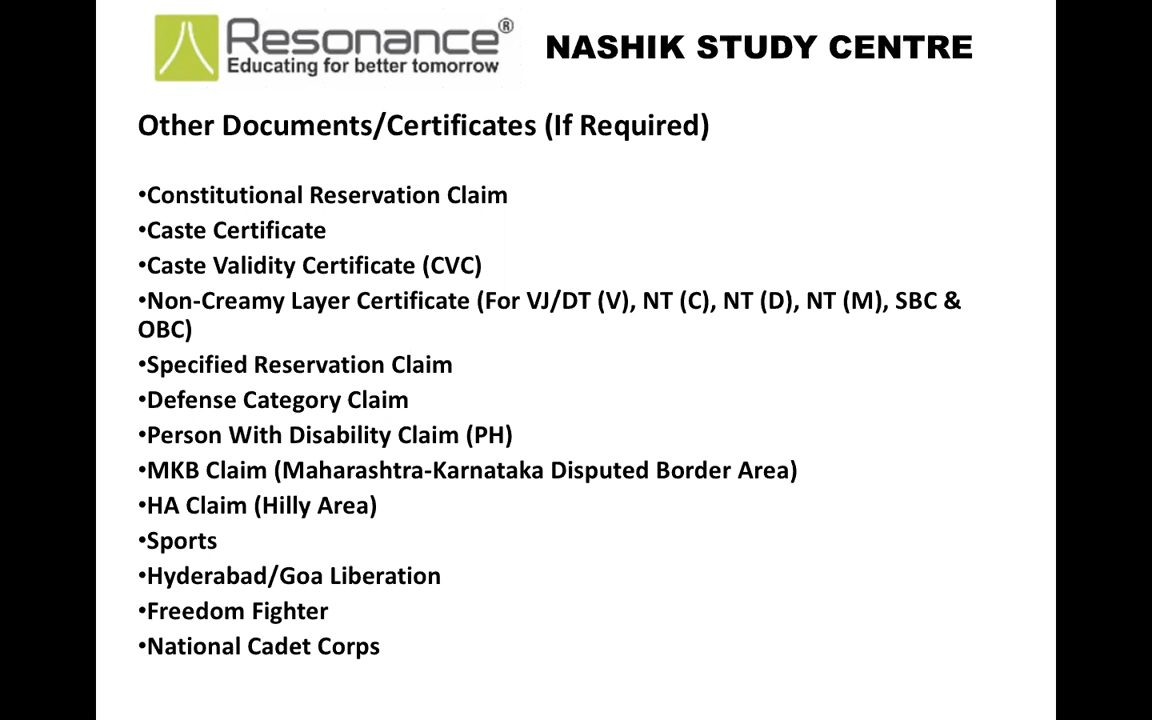 Resonance®
Educating for better tomorrow
NASHIK STUDY CENTRE
Other Documents/Certificates (If Required)
•Constitutional Reservation Claim
•Caste Certificate
•Caste Validity Certificate (CVC)
•Non-Creamy Layer Certificate (For VJ/DT (V), NT (C), NT (D), NT (M), SBC &
OBC)
•Specified Reservation Claim
•Defense Category Claim
•Person With Disability Claim (PH)
•MKB Claim (Maharashtra-Karnataka Disputed Border Area)
•HA Claim (Hilly Area)
•Sports
•Hyderabad/Goa Liberation
•Freedom Fighter
•National Cadet Corps